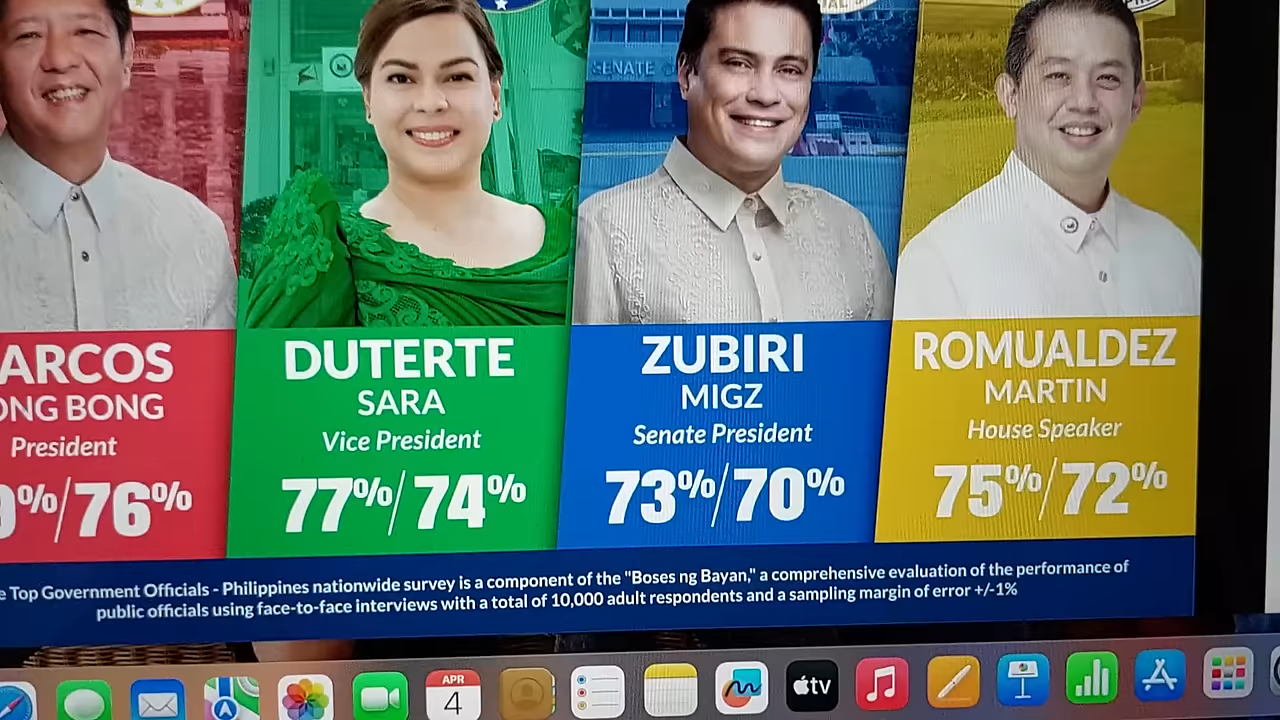 SENATE
ARCOS
ONG BONG
President
9%/76%
DUTERTE
SARA
Vice President
77%/74%
ZUBIRI
MIGZ
Senate President
73%/70%
ROMUALDEZ
MARTIN
House Speaker
75%/72%
e Top Government Officials - Philippines nationwide survey is a component of the "Boses ng Bayan," a comprehensive evaluation of the performance of
public officials using face-to-face interviews with a total of 10,000 adult respondents and a sampling margin of error +/-1%
APR
4
tv